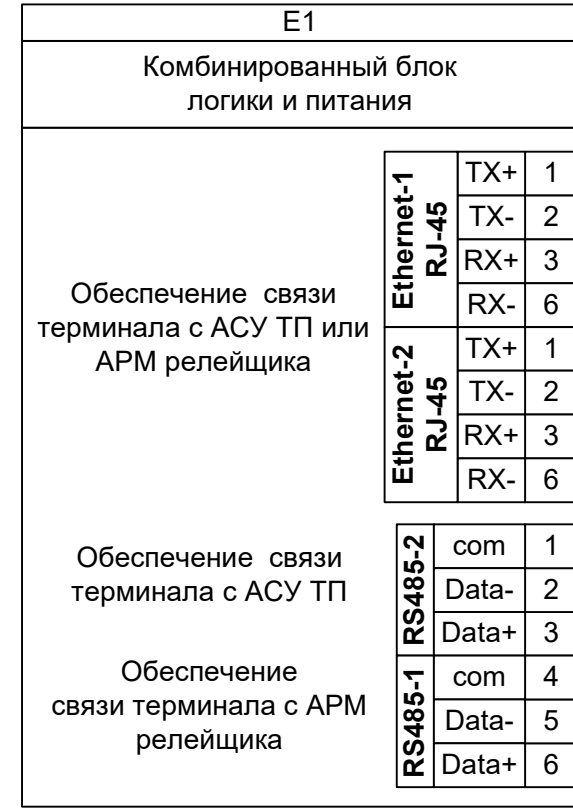 E1
Комбинированный блок
логики и питания
Обеспечение связи
терминала с АСУ ТП или
АРМ релейщика
Ethernet-1
RJ-45
TX+ 1
TX- 2
RX+ 3
RX- 6
Ethernet-2
RJ-45
TX+ 1
TX- 2
RX+ 3
RX- 6
Обеспечение связи
терминала с АСУ ТП
RS485-2
com 1
Data- 2
Data+ 3
Обеспечение
связи терминала с АРМ
релейщика
RS485-1
com 4
Data- 5
Data+ 6